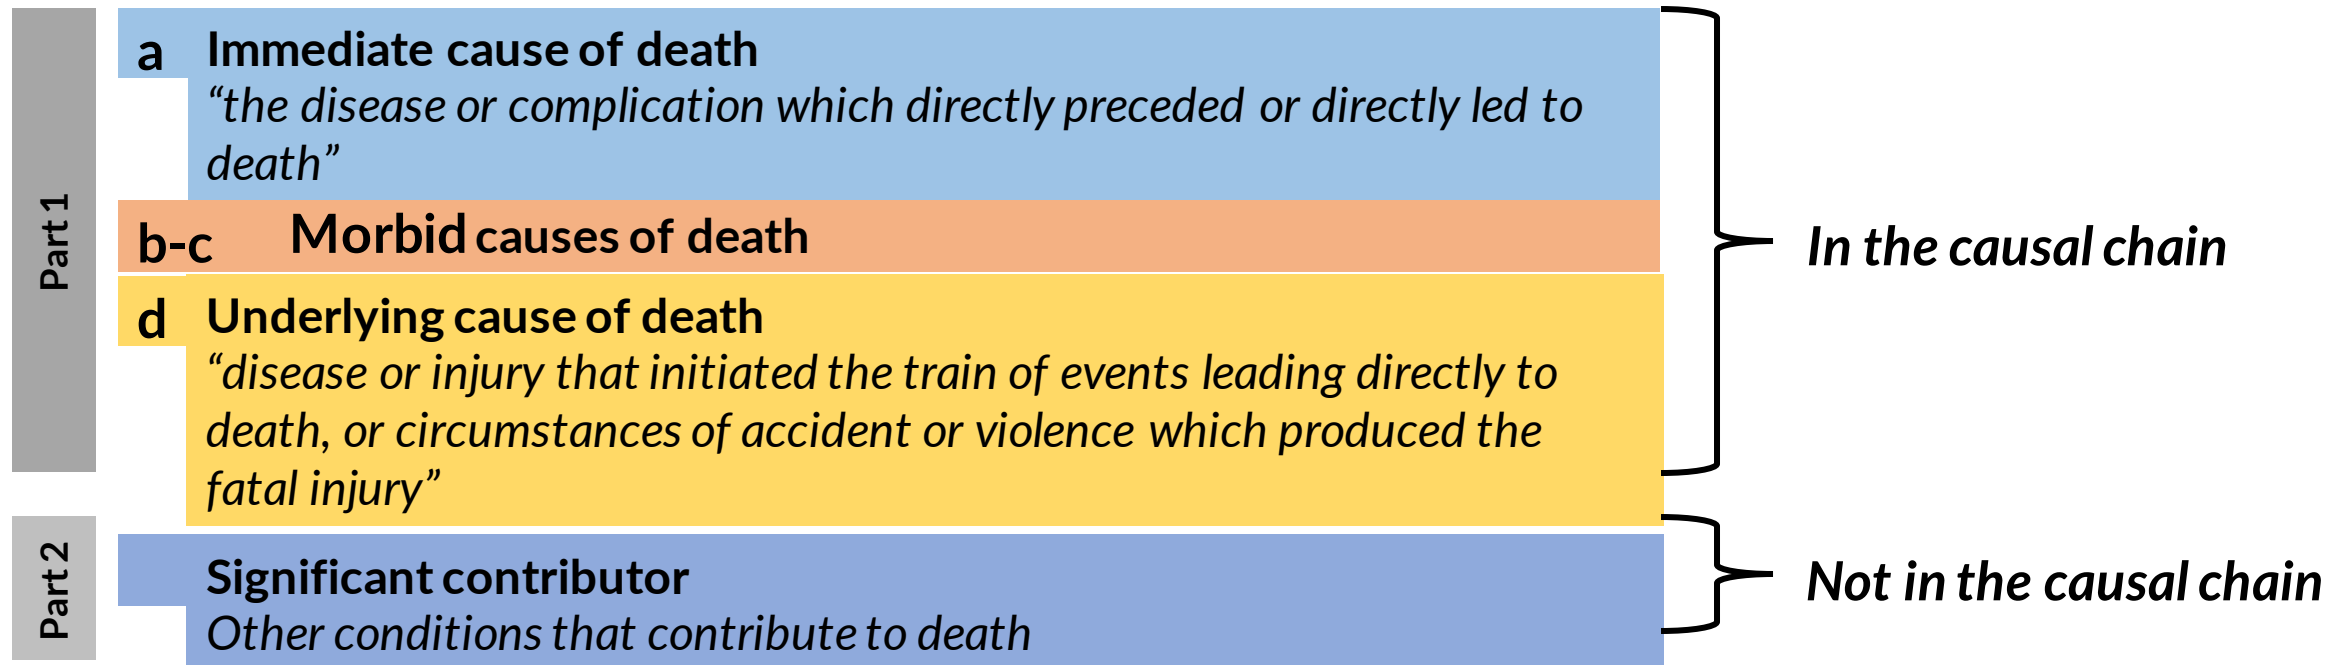 Part 1
a Immediate cause of death
“the disease or complication which directly preceded or directly led to
death”
b-c Morbid causes of death
d Underlying cause of death
“disease or injury that initiated the train of events leading directly to
death, or circumstances of accident or violence which produced the
fatal injury”
In the causal chain
Part 2
Significant contributor
Other conditions that contribute to death
Not in the causal chain